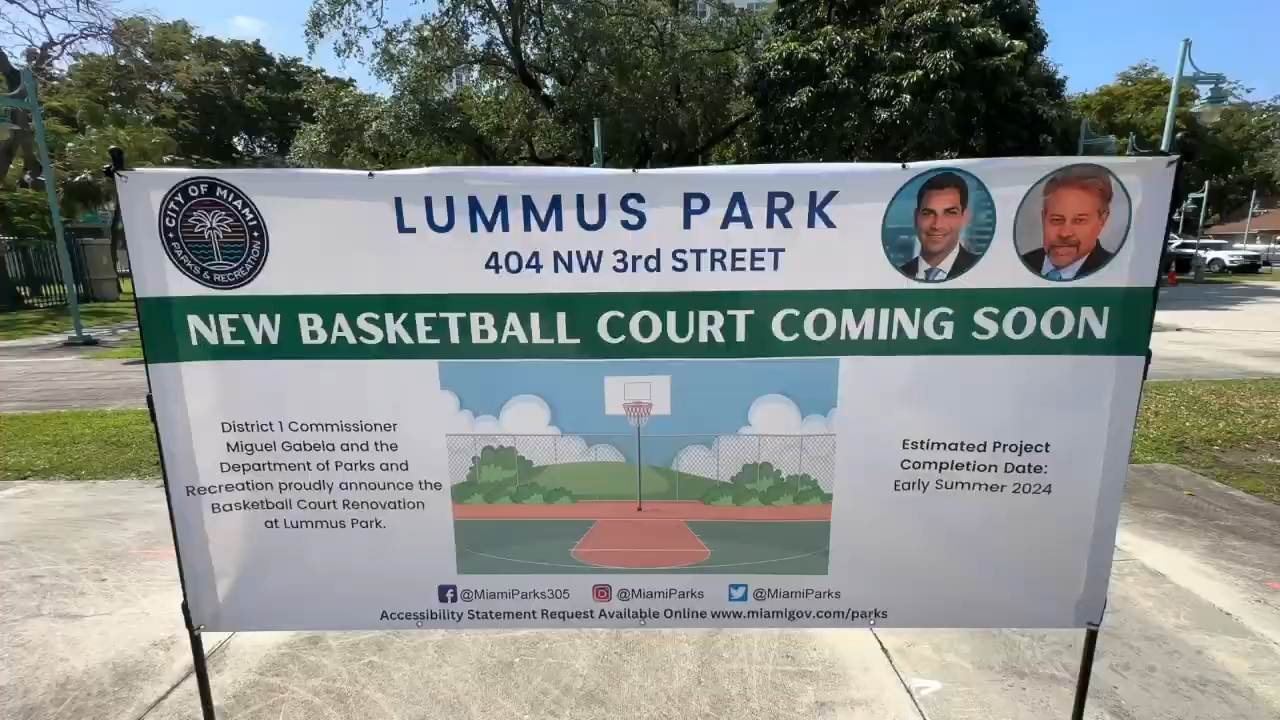 CITY OF MIAMI
PARKS & RECREATION
LUMMUS PARK
404 NW 3rd STREET
NEW BASKETBALL COURT COMING SOON
District 1 Commissioner
Miguel Gabela and the
Department of Parks and
Recreation proudly announce the
Basketball Court Renovation
at Lummus Park.
Estimated Project
Completion Date:
Early Summer 2024
@MiamiParks305 @MiamiParks @MiamiParks
Accessibility Statement Request Available Online www.miamigov.com/parks